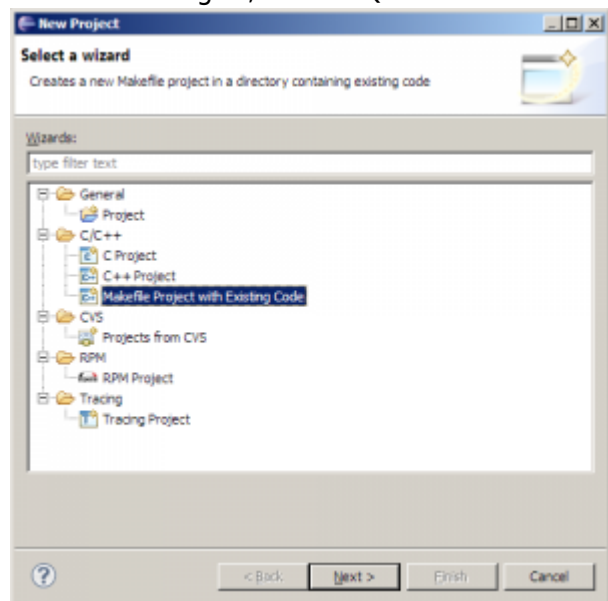 New Project
Select a wizard
Creates a new Makefile project in a directory containing existing code
Wizards:
type filter text
General
Project
C/C++
C Project
C++ Project
Makefile Project with Existing Code
CVS
Projects from CVS
RPM
RPM Project
Tracing
Tracing Project
< Back
Next >
Finish
Cancel